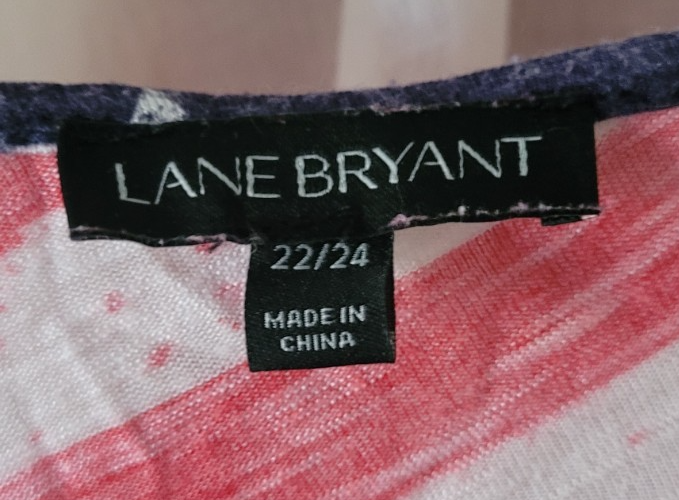 LANE BRYANT
22/24
MADE IN
CHINA